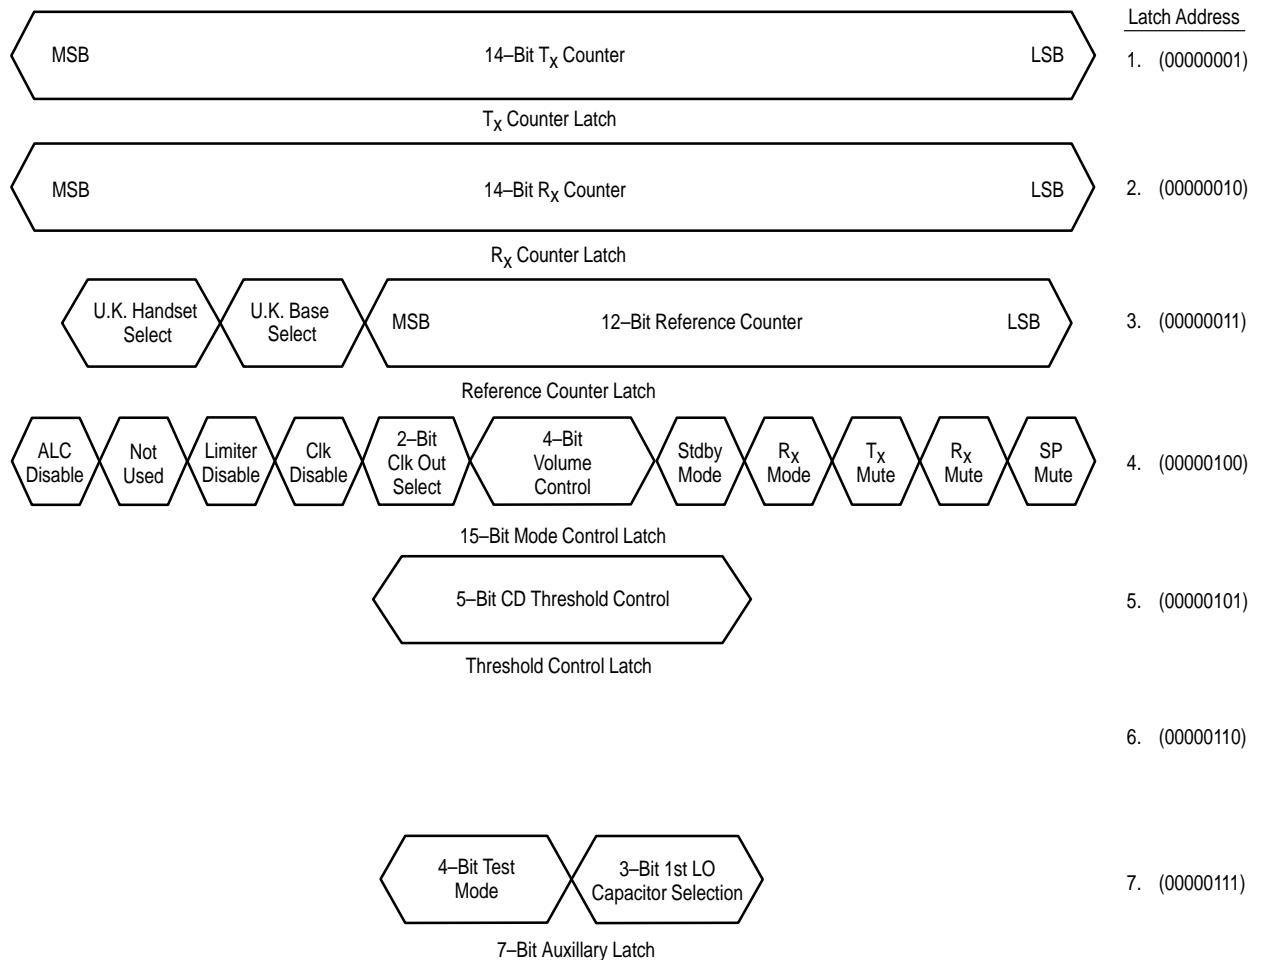 Latch Address
MSB 14–Bit TX Counter LSB 1. (00000001)
TX Counter Latch
MSB 14–Bit RX Counter LSB 2. (00000010)
RX Counter Latch
U.K. Handset
Select
U.K. Base
Select
MSB 12–Bit Reference Counter LSB 3. (00000011)
Reference Counter Latch
ALC
Disable
Not
Used
Limiter
Disable
Clk
Disable
2–Bit
Clk Out
Select
4–Bit
Volume
Control
Stdby
Mode
RX
Mode
TX
Mute
RX
Mute
SP
Mute
4. (00000100)
15–Bit Mode Control Latch
5–Bit CD Threshold Control 5. (00000101)
Threshold Control Latch
6. (00000110)
4–Bit Test
Mode
3–Bit 1st LO
Capacitor Selection
7. (00000111)
7–Bit Auxillary Latch